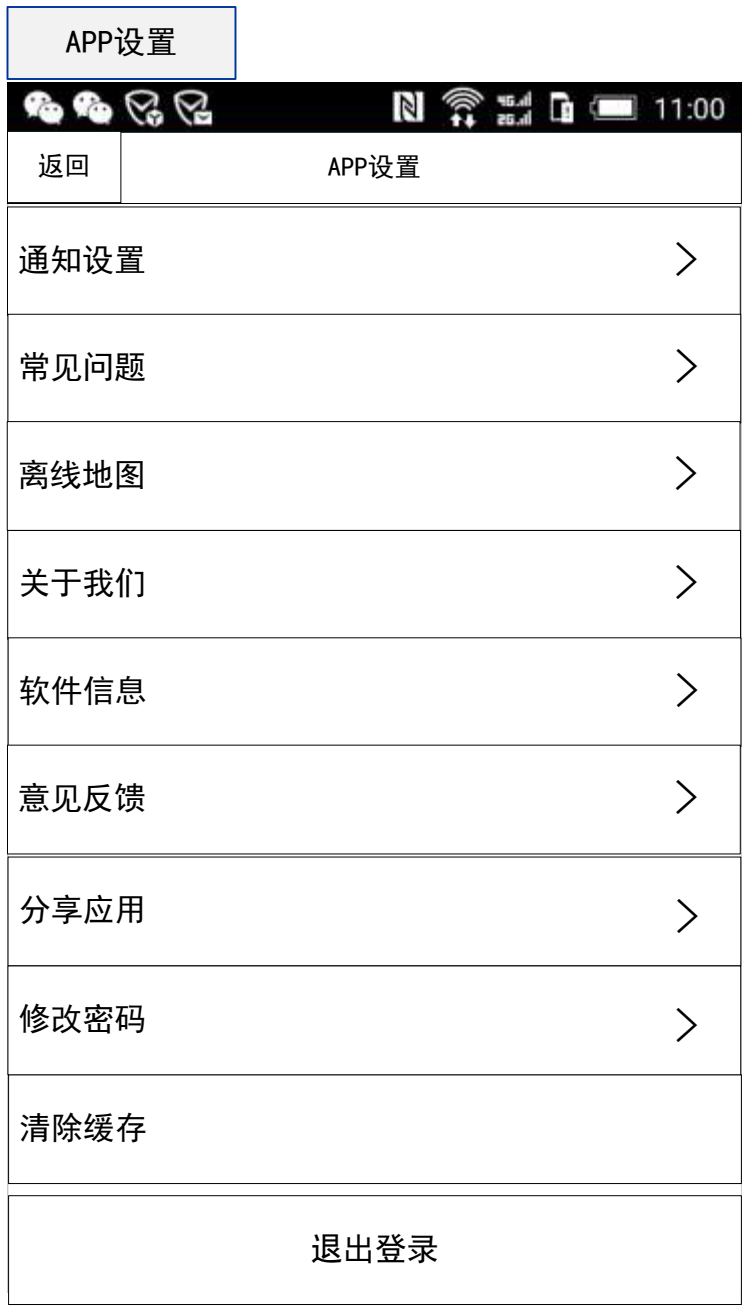 APP设置
4G 11:00
2G
返回 APP设置
通知设置
常见问题
离线地图
关于我们
软件信息
意见反馈
分享应用
修改密码
清除缓存
退出登录